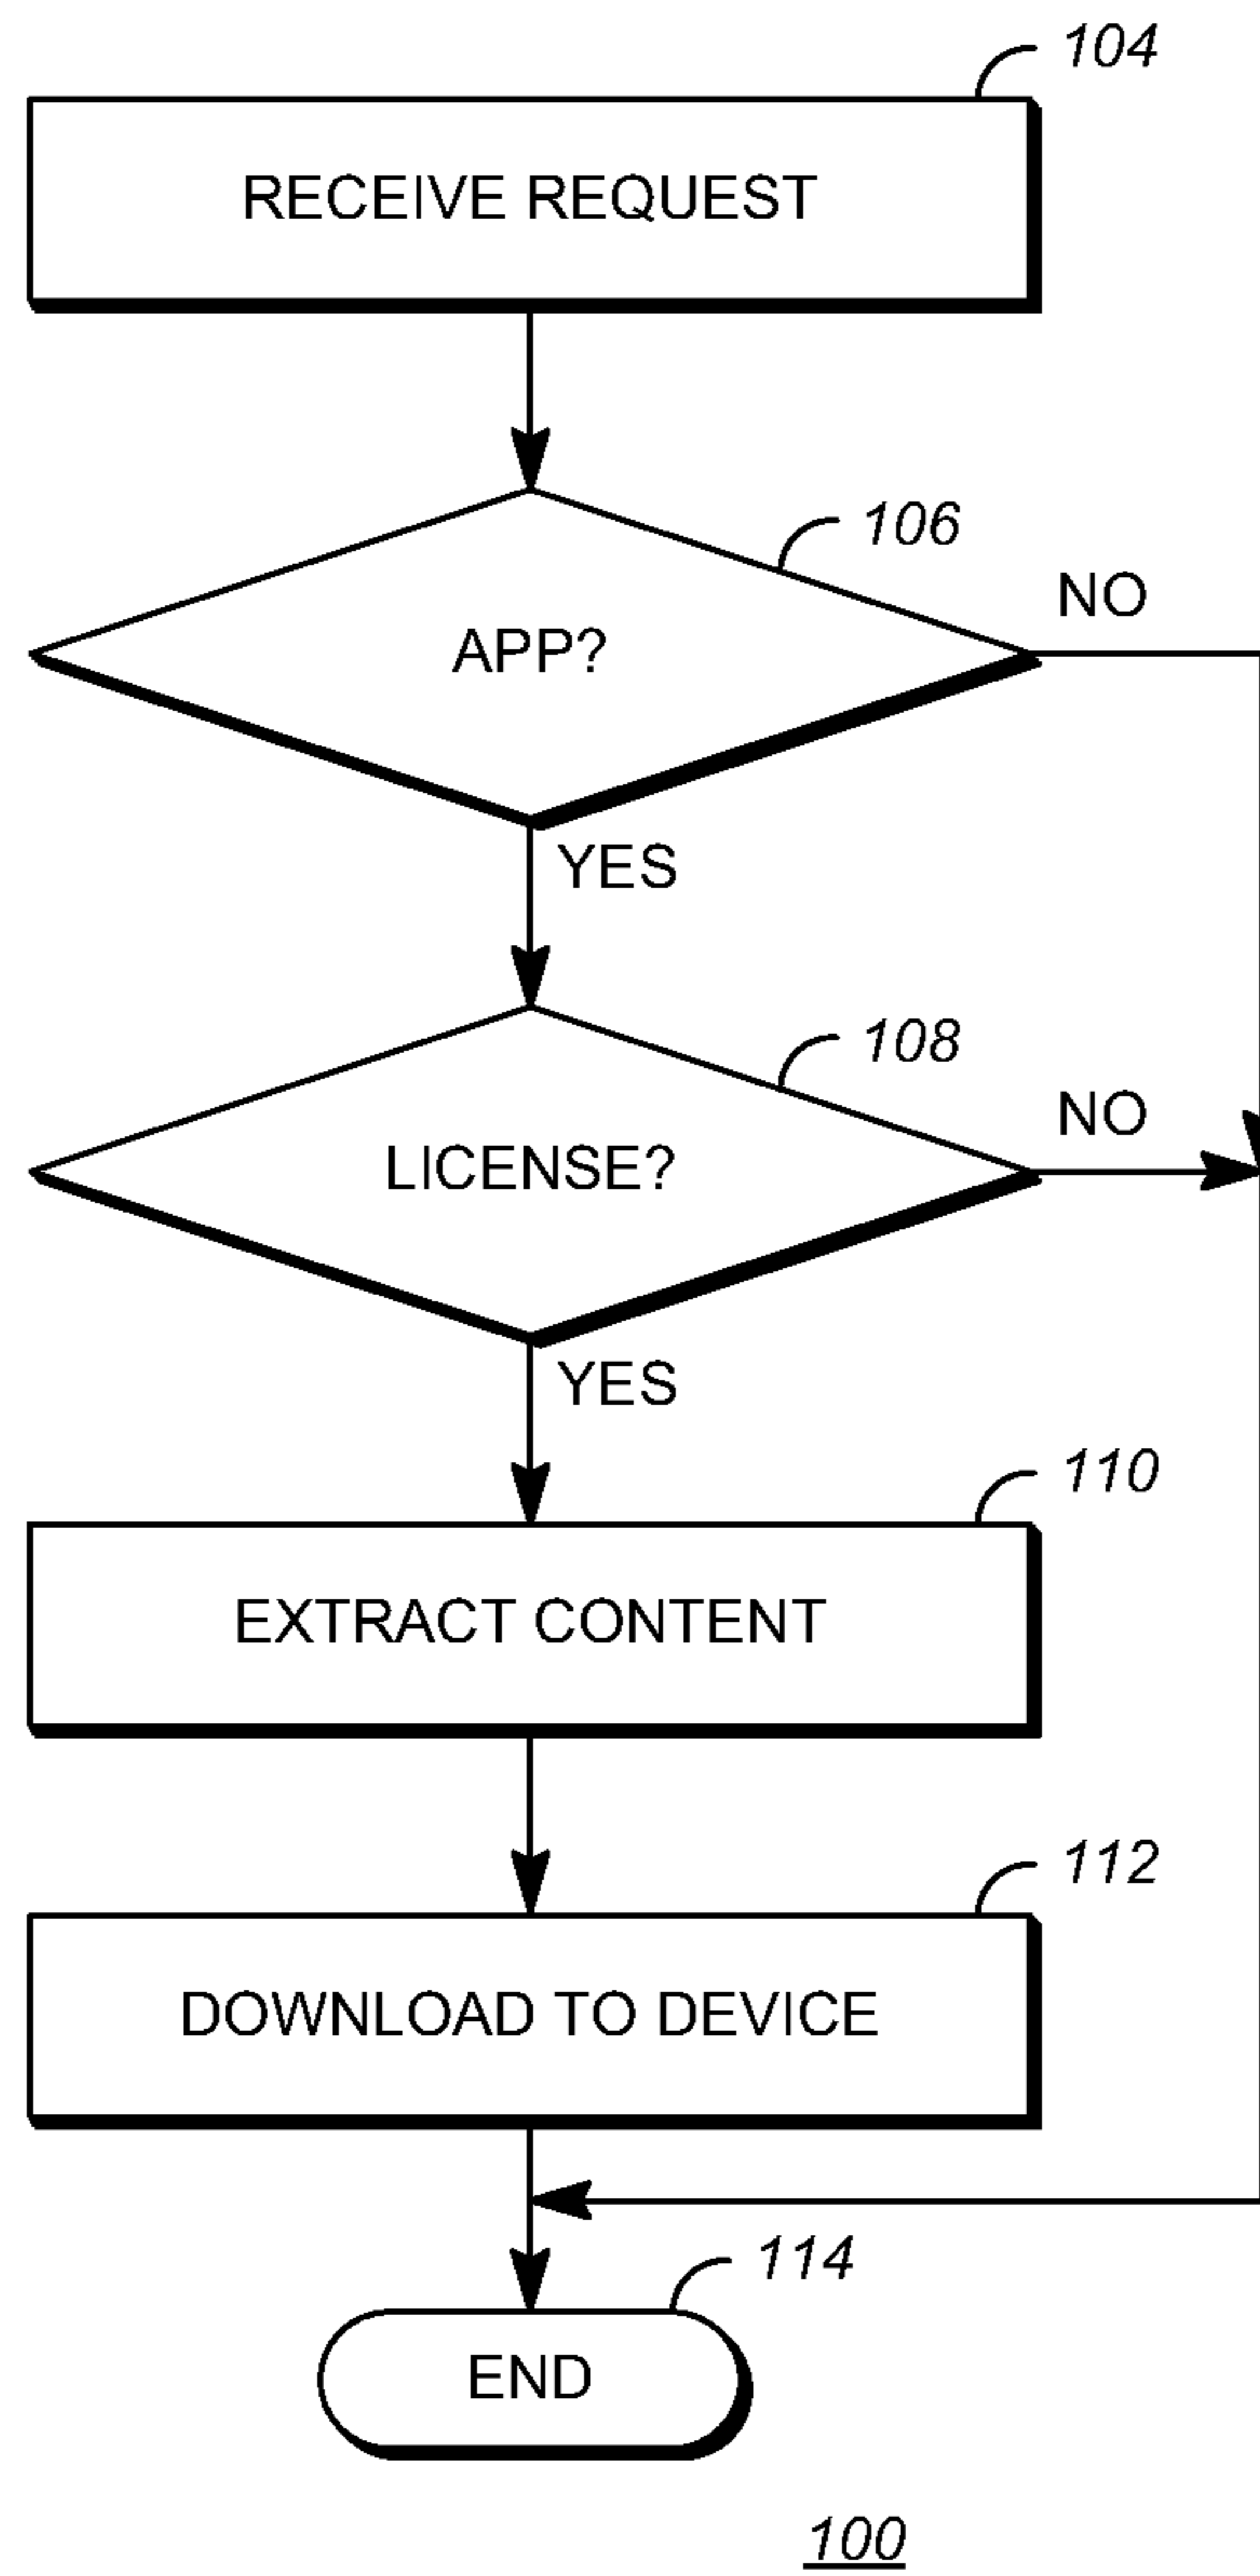 104
RECEIVE REQUEST
106
NO
APP?
YES
108
NO
LICENSE?
YES
110
EXTRACT CONTENT
112
DOWNLOAD TO DEVICE
114
END
100